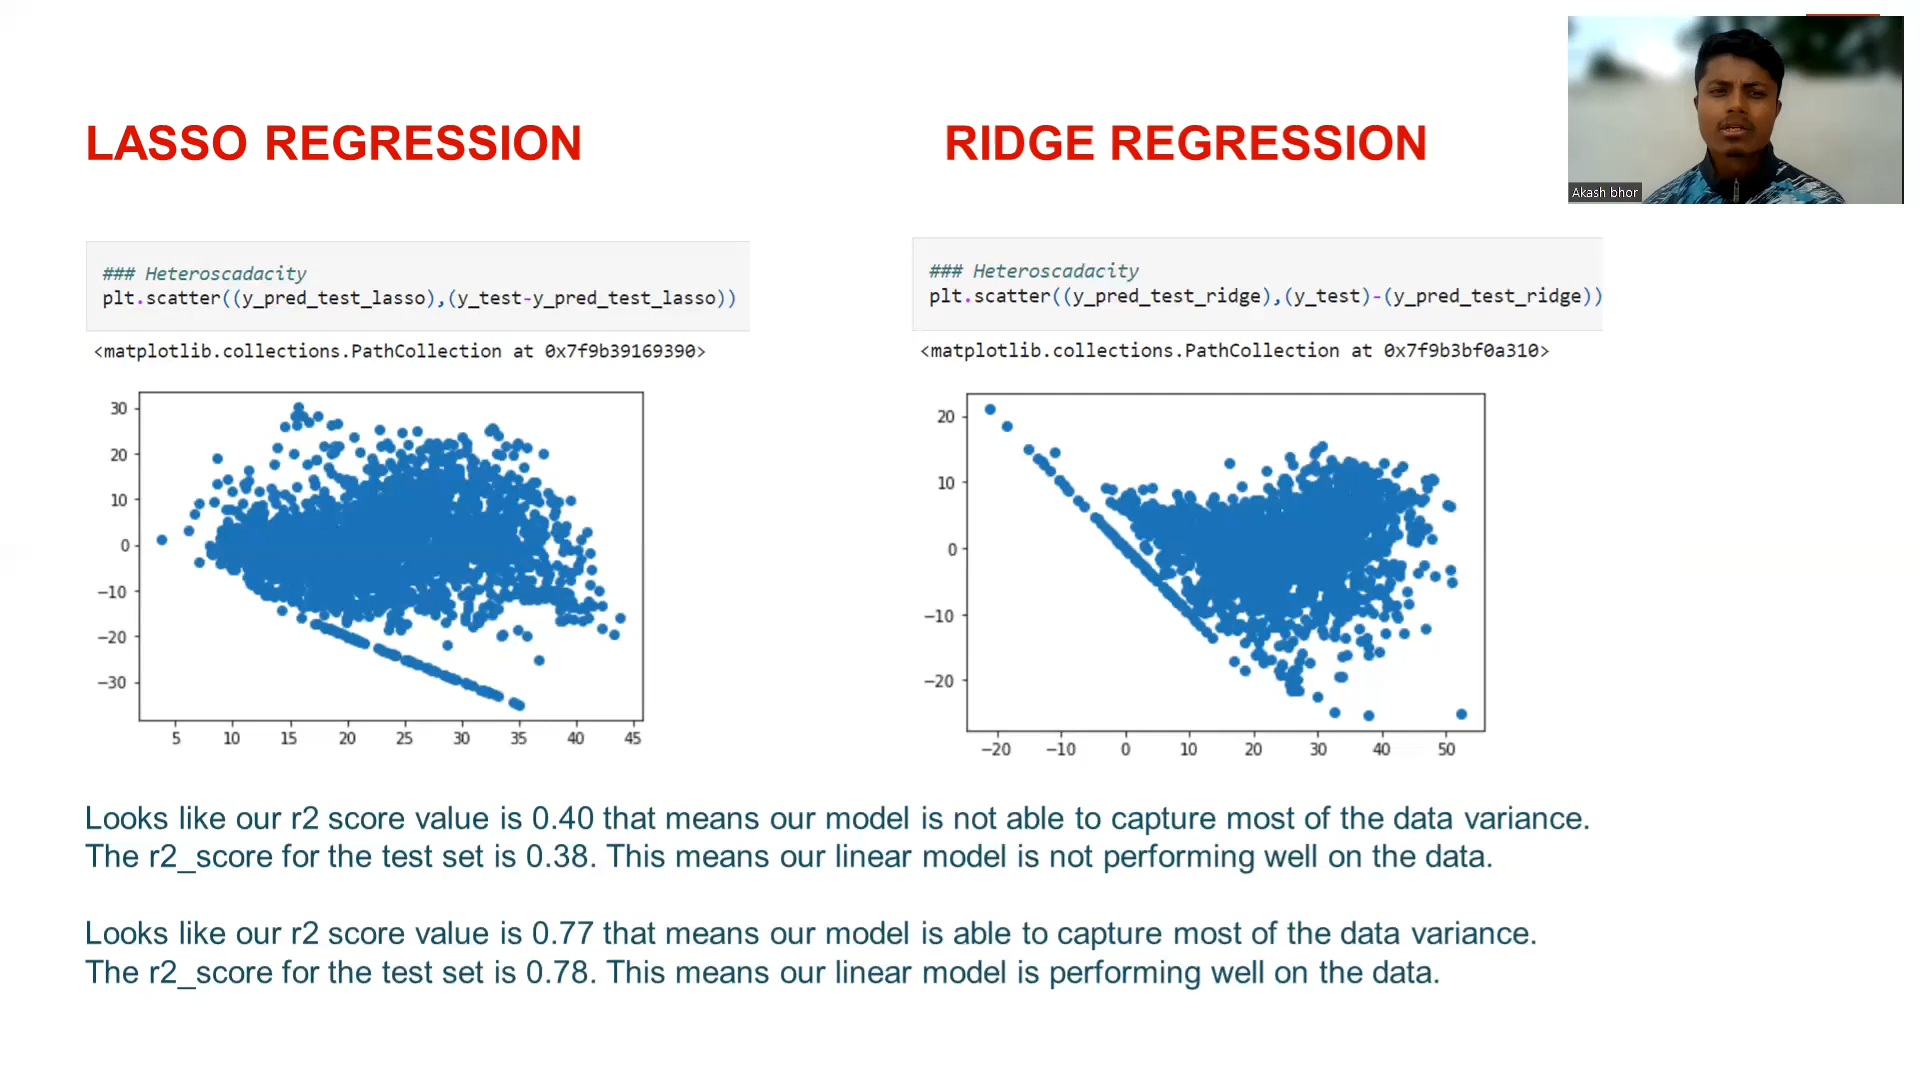 LASSO REGRESSION
RIDGE REGRESSION
Akash bhor
### Heteroscadacity
plt.scatter((y_pred_test_lasso),(y_test-y_pred_test_lasso))
<matplotlib.collections.PathCollection at 0x7f9b39169390>
30
20
10
0
−10
−20
−30
5 10 15 20 25 30 35 40 45
### Heteroscadacity
plt.scatter((y_pred_test_ridge),(y_test)-(y_pred_test_ridge))
<matplotlib.collections.PathCollection at 0x7f9b3bf0a310>
20
10
0
−10
−20
−20 −10 0 10 20 30 40 50
Looks like our r2 score value is 0.40 that means our model is not able to capture most of the data variance.
The r2_score for the test set is 0.38. This means our linear model is not performing well on the data.
Looks like our r2 score value is 0.77 that means our model is able to capture most of the data variance.
The r2_score for the test set is 0.78. This means our linear model is performing well on the data.